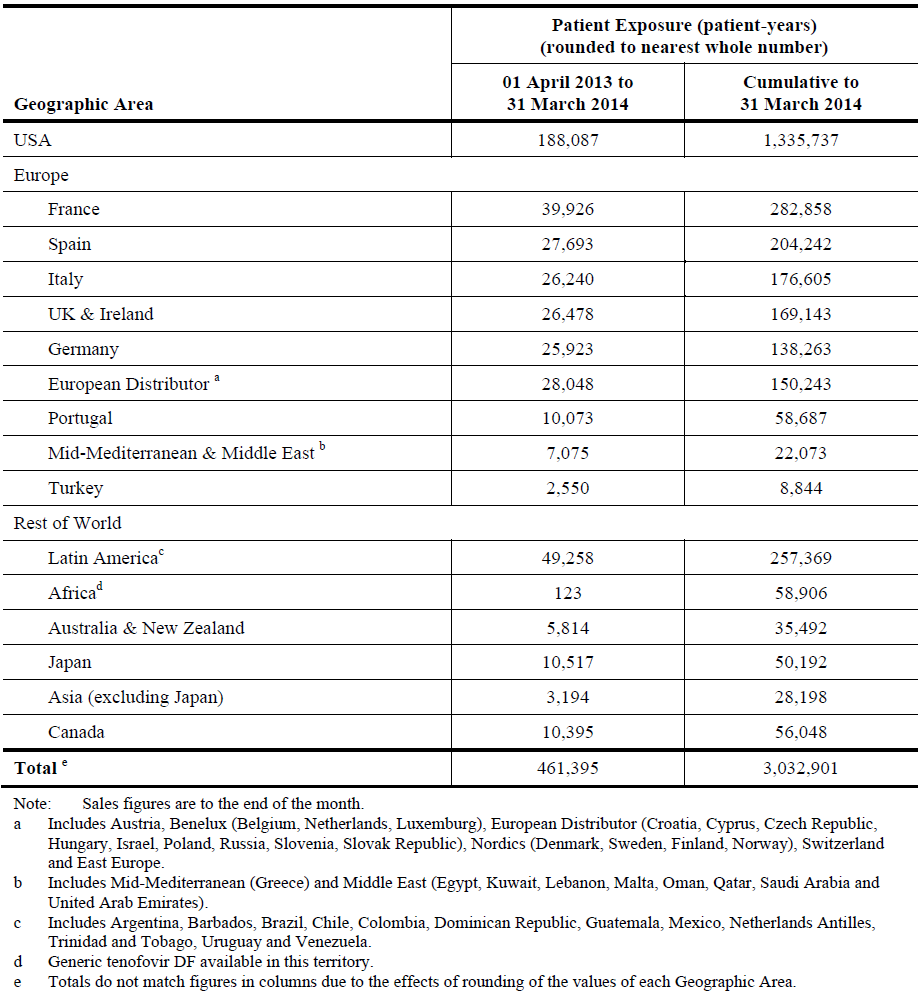 Patient Exposure (patient-years)
(rounded to nearest whole number)
Geographic Area 01 April 2013 to 31 March 2014 Cumulative to 31 March 2014
USA 188,087 1,335,737
Europe
France 39,926 282,858
Spain 27,693 204,242
Italy 26,240 176,605
UK & Ireland 26,478 169,143
Germany 25,923 138,263
European Distributor a 28,048 150,243
Portugal 10,073 58,687
Mid-Mediterranean & Middle East b 7,075 22,073
Turkey 2,550 8,844
Rest of World
Latin America c 49,258 257,369
Africa d 123 58,906
Australia & New Zealand 5,814 35,492
Japan 10,517 50,192
Asia (excluding Japan) 3,194 28,198
Canada 10,395 56,048
Total e 461,395 3,032,901
Note: Sales figures are to the end of the month.
a Includes Austria, Benelux (Belgium, Netherlands, Luxemburg), European Distributor (Croatia, Cyprus, Czech Republic,
Hungary, Israel, Poland, Russia, Slovenia, Slovak Republic), Nordics (Denmark, Sweden, Finland, Norway), Switzerland
and East Europe.
b Includes Mid-Mediterranean (Greece) and Middle East (Egypt, Kuwait, Lebanon, Malta, Oman, Qatar, Saudi Arabia and
United Arab Emirates).
c Includes Argentina, Barbados, Brazil, Chile, Colombia, Dominican Republic, Guatemala, Mexico, Netherlands Antilles,
Trinidad and Tobago, Uruguay and Venezuela.
d Generic tenofovir DF available in this territory.
e Totals do not match figures in columns due to the effects of rounding of the values of each Geographic Area.